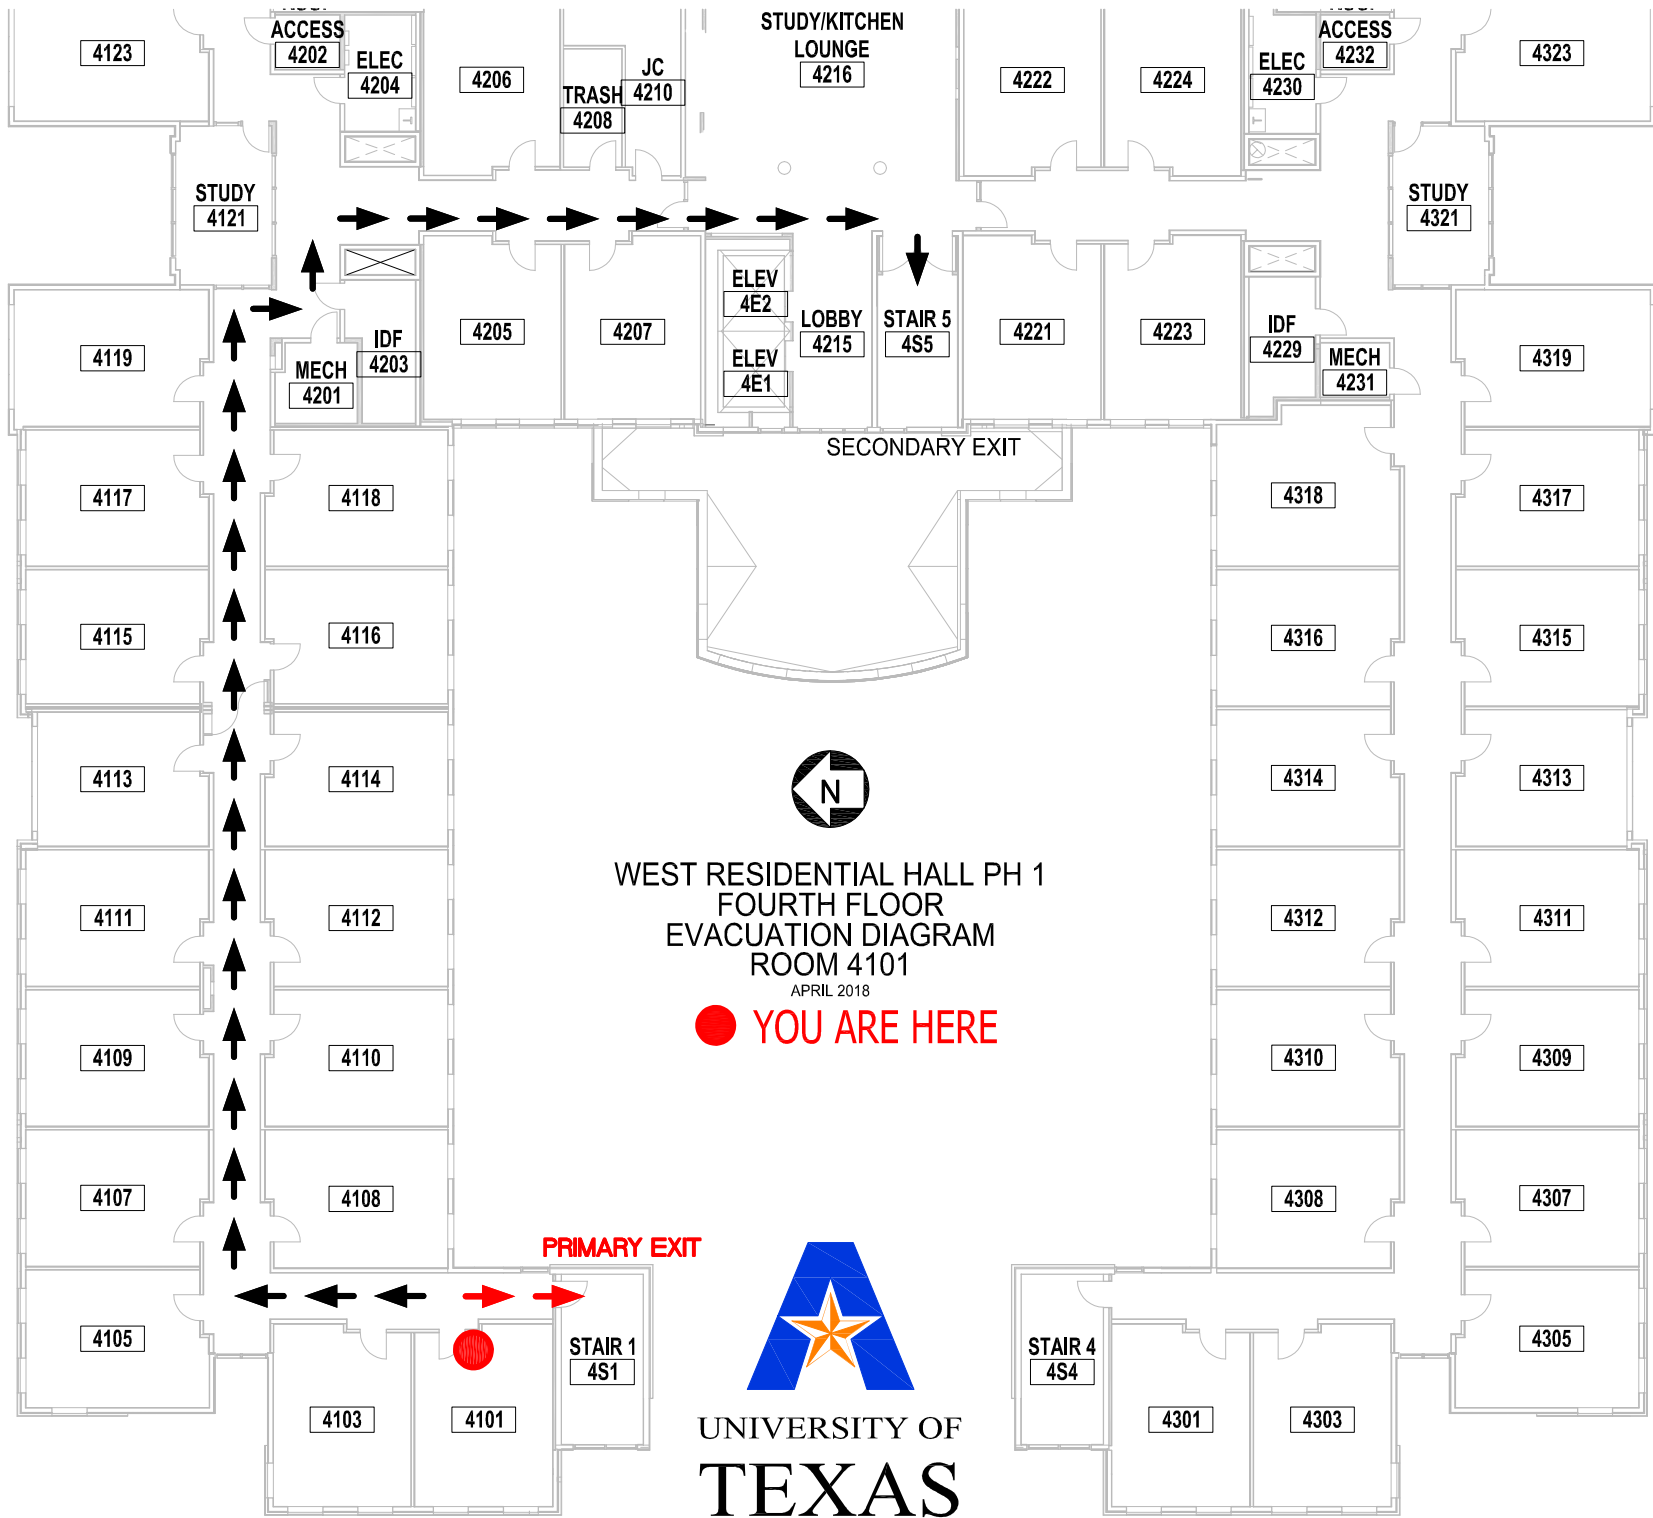 ACCESS
4202
ELEC
4204
4123
4206
TRASH
4208
JC
4210
STUDY/KITCHEN
LOUNGE
4216
4222
4224
ELEC
4230
ACCESS
4232
4323
STUDY
4121
STUDY
4321
4119
MECH
4201
IDF
4203
4205
4207
ELEV
4E2
ELEV
4E1
LOBBY
4215
STAIR 5
4S5
4221
4223
IDF
4229
MECH
4231
4319
SECONDARY EXIT
4117
4118
4318
4317
4115
4116
4316
4315
4113
4114
4314
4313
N
WEST RESIDENTIAL HALL PH 1
FOURTH FLOOR
EVACUATION DIAGRAM
ROOM 4101
APRIL 2018
YOU ARE HERE
4111
4112
4312
4311
4109
4110
4310
4309
4107
4108
4308
4307
PRIMARY EXIT
4105
4103
4101
STAIR 1
4S1
STAIR 4
4S4
4301
4303
4305
UNIVERSITY OF
TEXAS